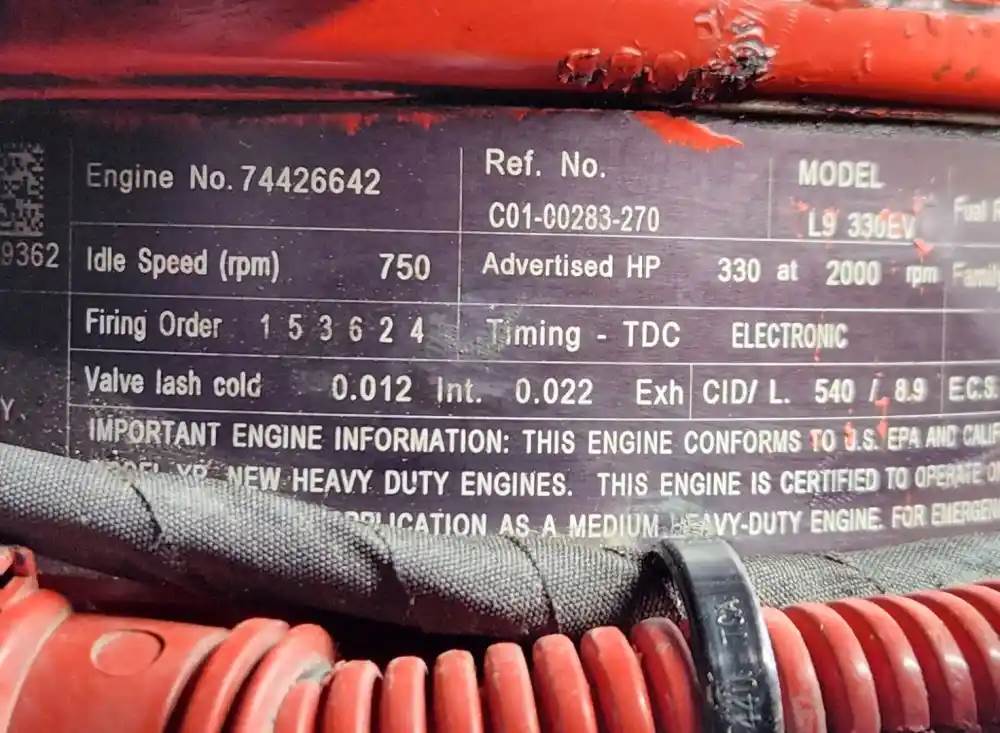 Engine No. 74426642
Ref. No.
C01-00283-270
MODEL
L9 330EV
9362
Idle Speed (rpm) 750
Advertised HP 330 at 2000 rpm
Firing Order 1 5 3 6 2 4
Timing - TDC ELECTRONIC
Valve lash cold 0.012 Int. 0.022 Exh
CID/ L. 540 / 8.9
E.C.S.
Y
IMPORTANT ENGINE INFORMATION: THIS ENGINE CONFORMS TO U.S. EPA AND
NEW HEAVY DUTY ENGINES. THIS ENGINE IS CERTIFIED TO OPERATE
AS A MEDIUM HEAVY-DUTY ENGINE. FOR